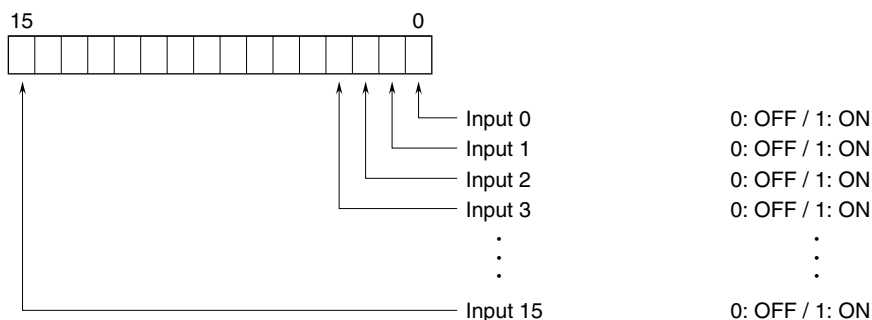 15 0
Input 0 0: OFF / 1: ON
Input 1 0: OFF / 1: ON
Input 2 0: OFF / 1: ON
Input 3 0: OFF / 1: ON
Input 15 0: OFF / 1: ON